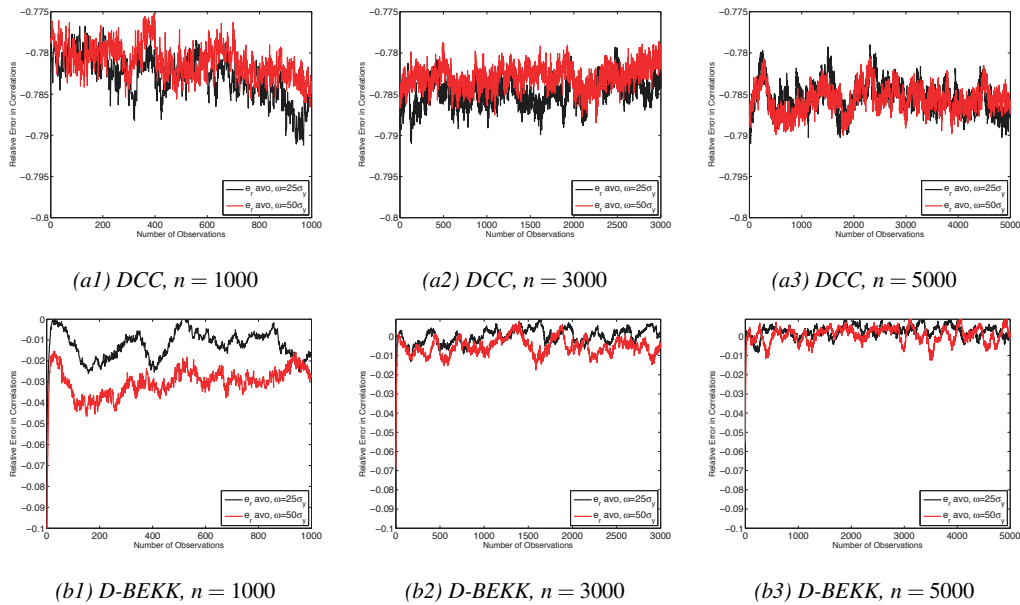 −0.775
−0.78
−0.785
−0.79
−0.795
−0.8
Relative Error in Correlations
0 200 400 600 800 1000
Number of Observations
e_r avo, ω=25σ_y
e_r avo, ω=50σ_y
−0.775
−0.78
−0.785
−0.79
−0.795
−0.8
Relative Error in Correlations
0 500 1000 1500 2000 2500 3000
Number of Observations
e_r avo, ω=25σ_y
e_r avo, ω=50σ_y
−0.775
−0.78
−0.785
−0.79
−0.795
−0.8
Relative Error in Correlations
0 1000 2000 3000 4000 5000
Number of Observations
e_r avo, ω=25σ_y
e_r avo, ω=50σ_y
(a1) DCC, n = 1000
(a2) DCC, n = 3000
(a3) DCC, n = 5000
0
−0.01
−0.02
−0.03
−0.04
−0.05
−0.06
−0.07
−0.08
−0.09
−0.1
Relative Error in Correlations
0 200 400 600 800 1000
Number of Observations
e_r avo, ω=25σ_y
e_r avo, ω=50σ_y
0
−0.01
−0.02
−0.03
−0.04
−0.05
−0.06
−0.07
−0.08
−0.09
−0.1
Relative Error in Correlations
0 500 1000 1500 2000 2500 3000
Number of Observations
e_r avo, ω=25σ_y
e_r avo, ω=50σ_y
0
−0.01
−0.02
−0.03
−0.04
−0.05
−0.06
−0.07
−0.08
−0.09
−0.1
Relative Error in Correlations
0 1000 2000 3000 4000 5000
Number of Observations
e_r avo, ω=25σ_y
e_r avo, ω=50σ_y
(b1) D-BEKK, n = 1000
(b2) D-BEKK, n = 3000
(b3) D-BEKK, n = 5000